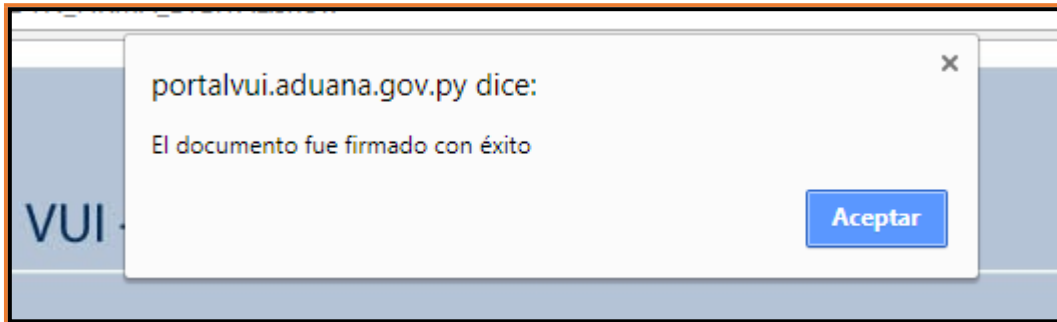 portalvui.aduana.gov.py dice:
El documento fue firmado con éxito
Aceptar
VUI -